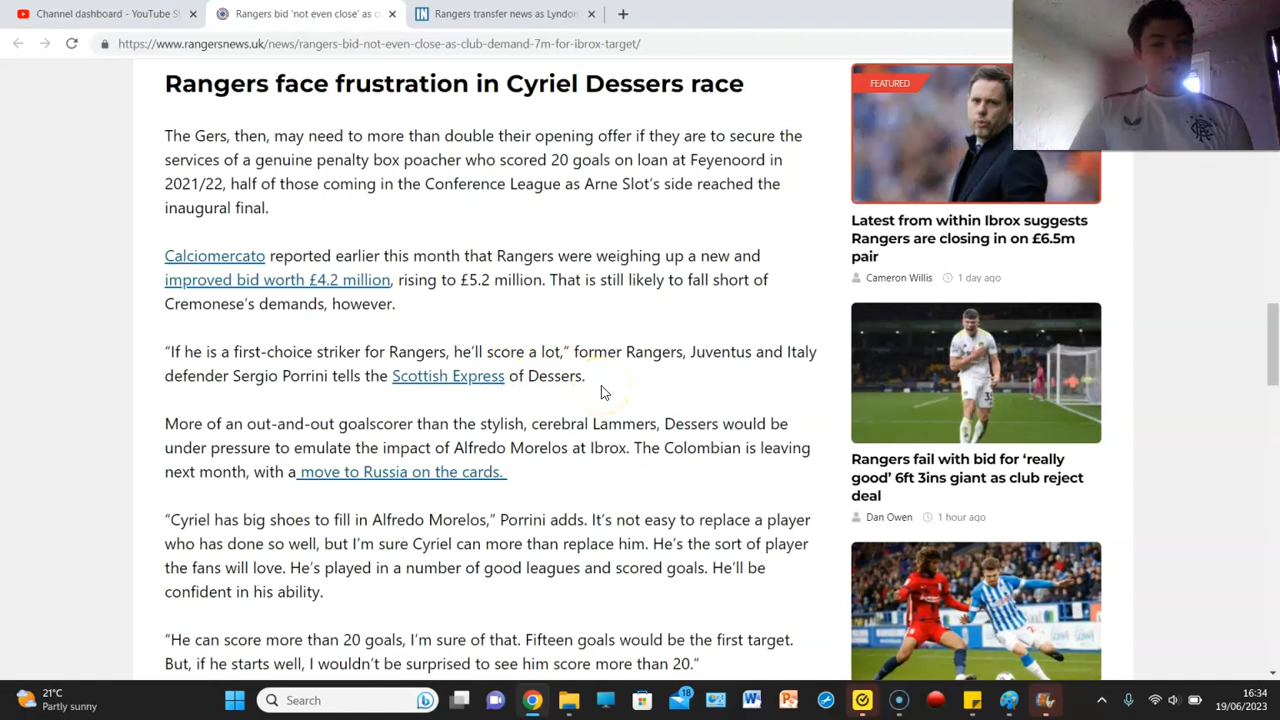 Channel dashboard - YouTube S
Rangers bid 'not even close' as c
Rangers transfer news as Lyndon
https://www.rangersnews.uk/news/rangers-bid-not-even-close-as-club-demand-7m-for-ibrox-target/
Rangers face frustration in Cyriel Dessers race
The Gers, then, may need to more than double their opening offer if they are to secure the
services of a genuine penalty box poacher who scored 20 goals on loan at Feyenoord in
2021/22, half of those coming in the Conference League as Arne Slot's side reached the
inaugural final.
Calciomercato reported earlier this month that Rangers were weighing up a new and
improved bid worth £4.2 million, rising to £5.2 million. That is still likely to fall short of
Cremonese's demands, however.
“If he is a first-choice striker for Rangers, he'll score a lot,” former Rangers, Juventus and Italy
defender Sergio Porrini tells the Scottish Express of Dessers.
More of an out-and-out goalscorer than the stylish, cerebral Lammers, Dessers would be
under pressure to emulate the impact of Alfredo Morelos at Ibrox. The Colombian is leaving
next month, with a move to Russia on the cards.
“Cyriel has big shoes to fill in Alfredo Morelos,” Porrini adds. It's not easy to replace a player
who has done so well, but I'm sure Cyriel can more than replace him. He's the sort of player
the fans will love. He's played in a number of good leagues and scored goals. He'll be
confident in his ability.
“He can score more than 20 goals, I'm sure of that. Fifteen goals would be the first target.
But, if he starts well, I wouldn't be surprised to see him score more than 20.”
FEATURED
Latest from within Ibrox suggests
Rangers are closing in on £6.5m
pair
Cameron Willis 1 day ago
Rangers fail with bid for ‘really
good’ 6ft 3ins giant as club reject
deal
Dan Owen 1 hour ago
21°C
Partly sunny
Search
18
16:34
19/06/2023